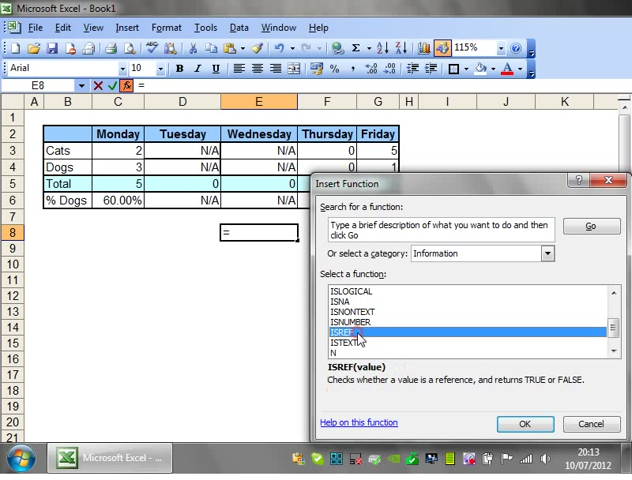 Microsoft Excel - Book1
File Edit View Insert Format Tools Data Window Help
115%
Arial 10 B I U
E8 =
A B C D E F G H I J K
1
2 Monday Tuesday Wednesday Thursday Friday
3 Cats 2 N/A N/A 0 5
4 Dogs 3 N/A N/A 0 1
5 Total 5 0 0
6 % Dogs 60.00% N/A N/A
7
8 =
9
10
11
12
13
14
15
16
17
18
19
20
21
Insert Function
Search for a function:
Type a brief description of what you want to do and then
click Go
Go
Or select a category: Information
Select a function:
ISLOGICAL
ISNA
ISNONTEXT
ISNUMBER
ISREF
ISTEXT
N
ISREF(value)
Checks whether a value is a reference, and returns TRUE or FALSE.
Help on this function
OK Cancel
Microsoft Excel - ...
20:13
10/07/2012